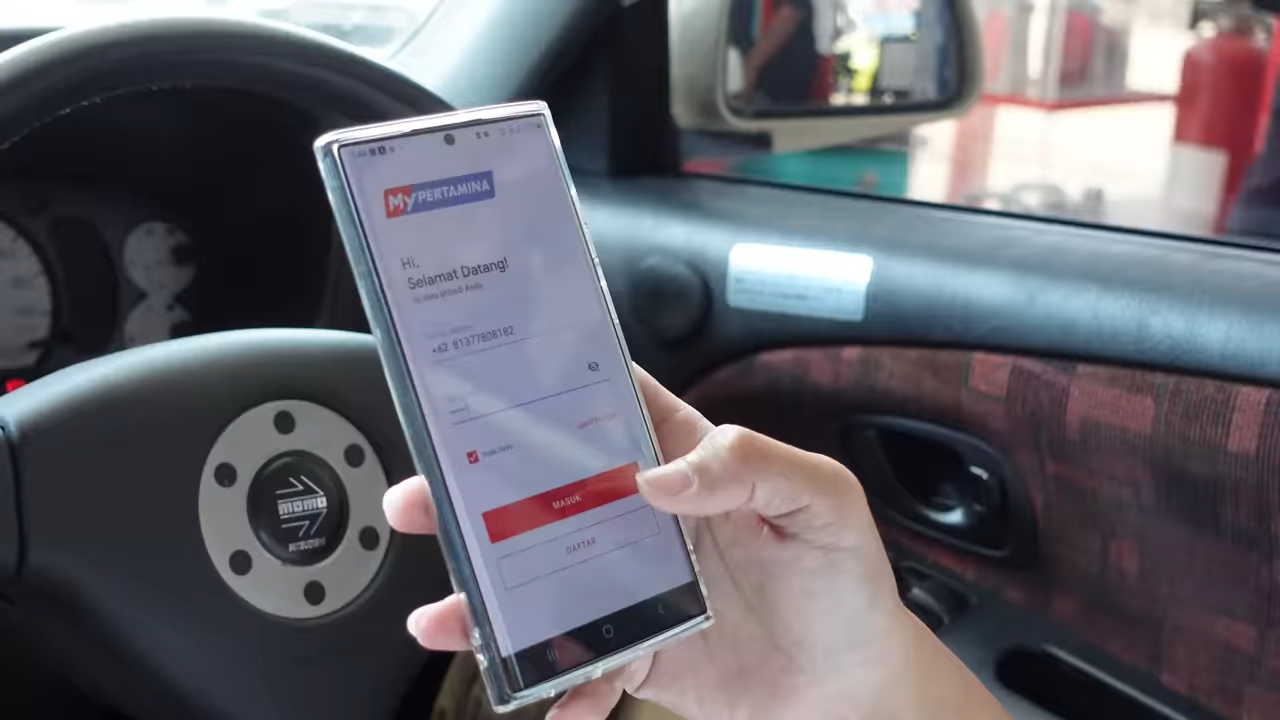 MyPERTAMINA
Hi,
Selamat Datang!
+62 81377808182
MASUK
DAFTAR
momo